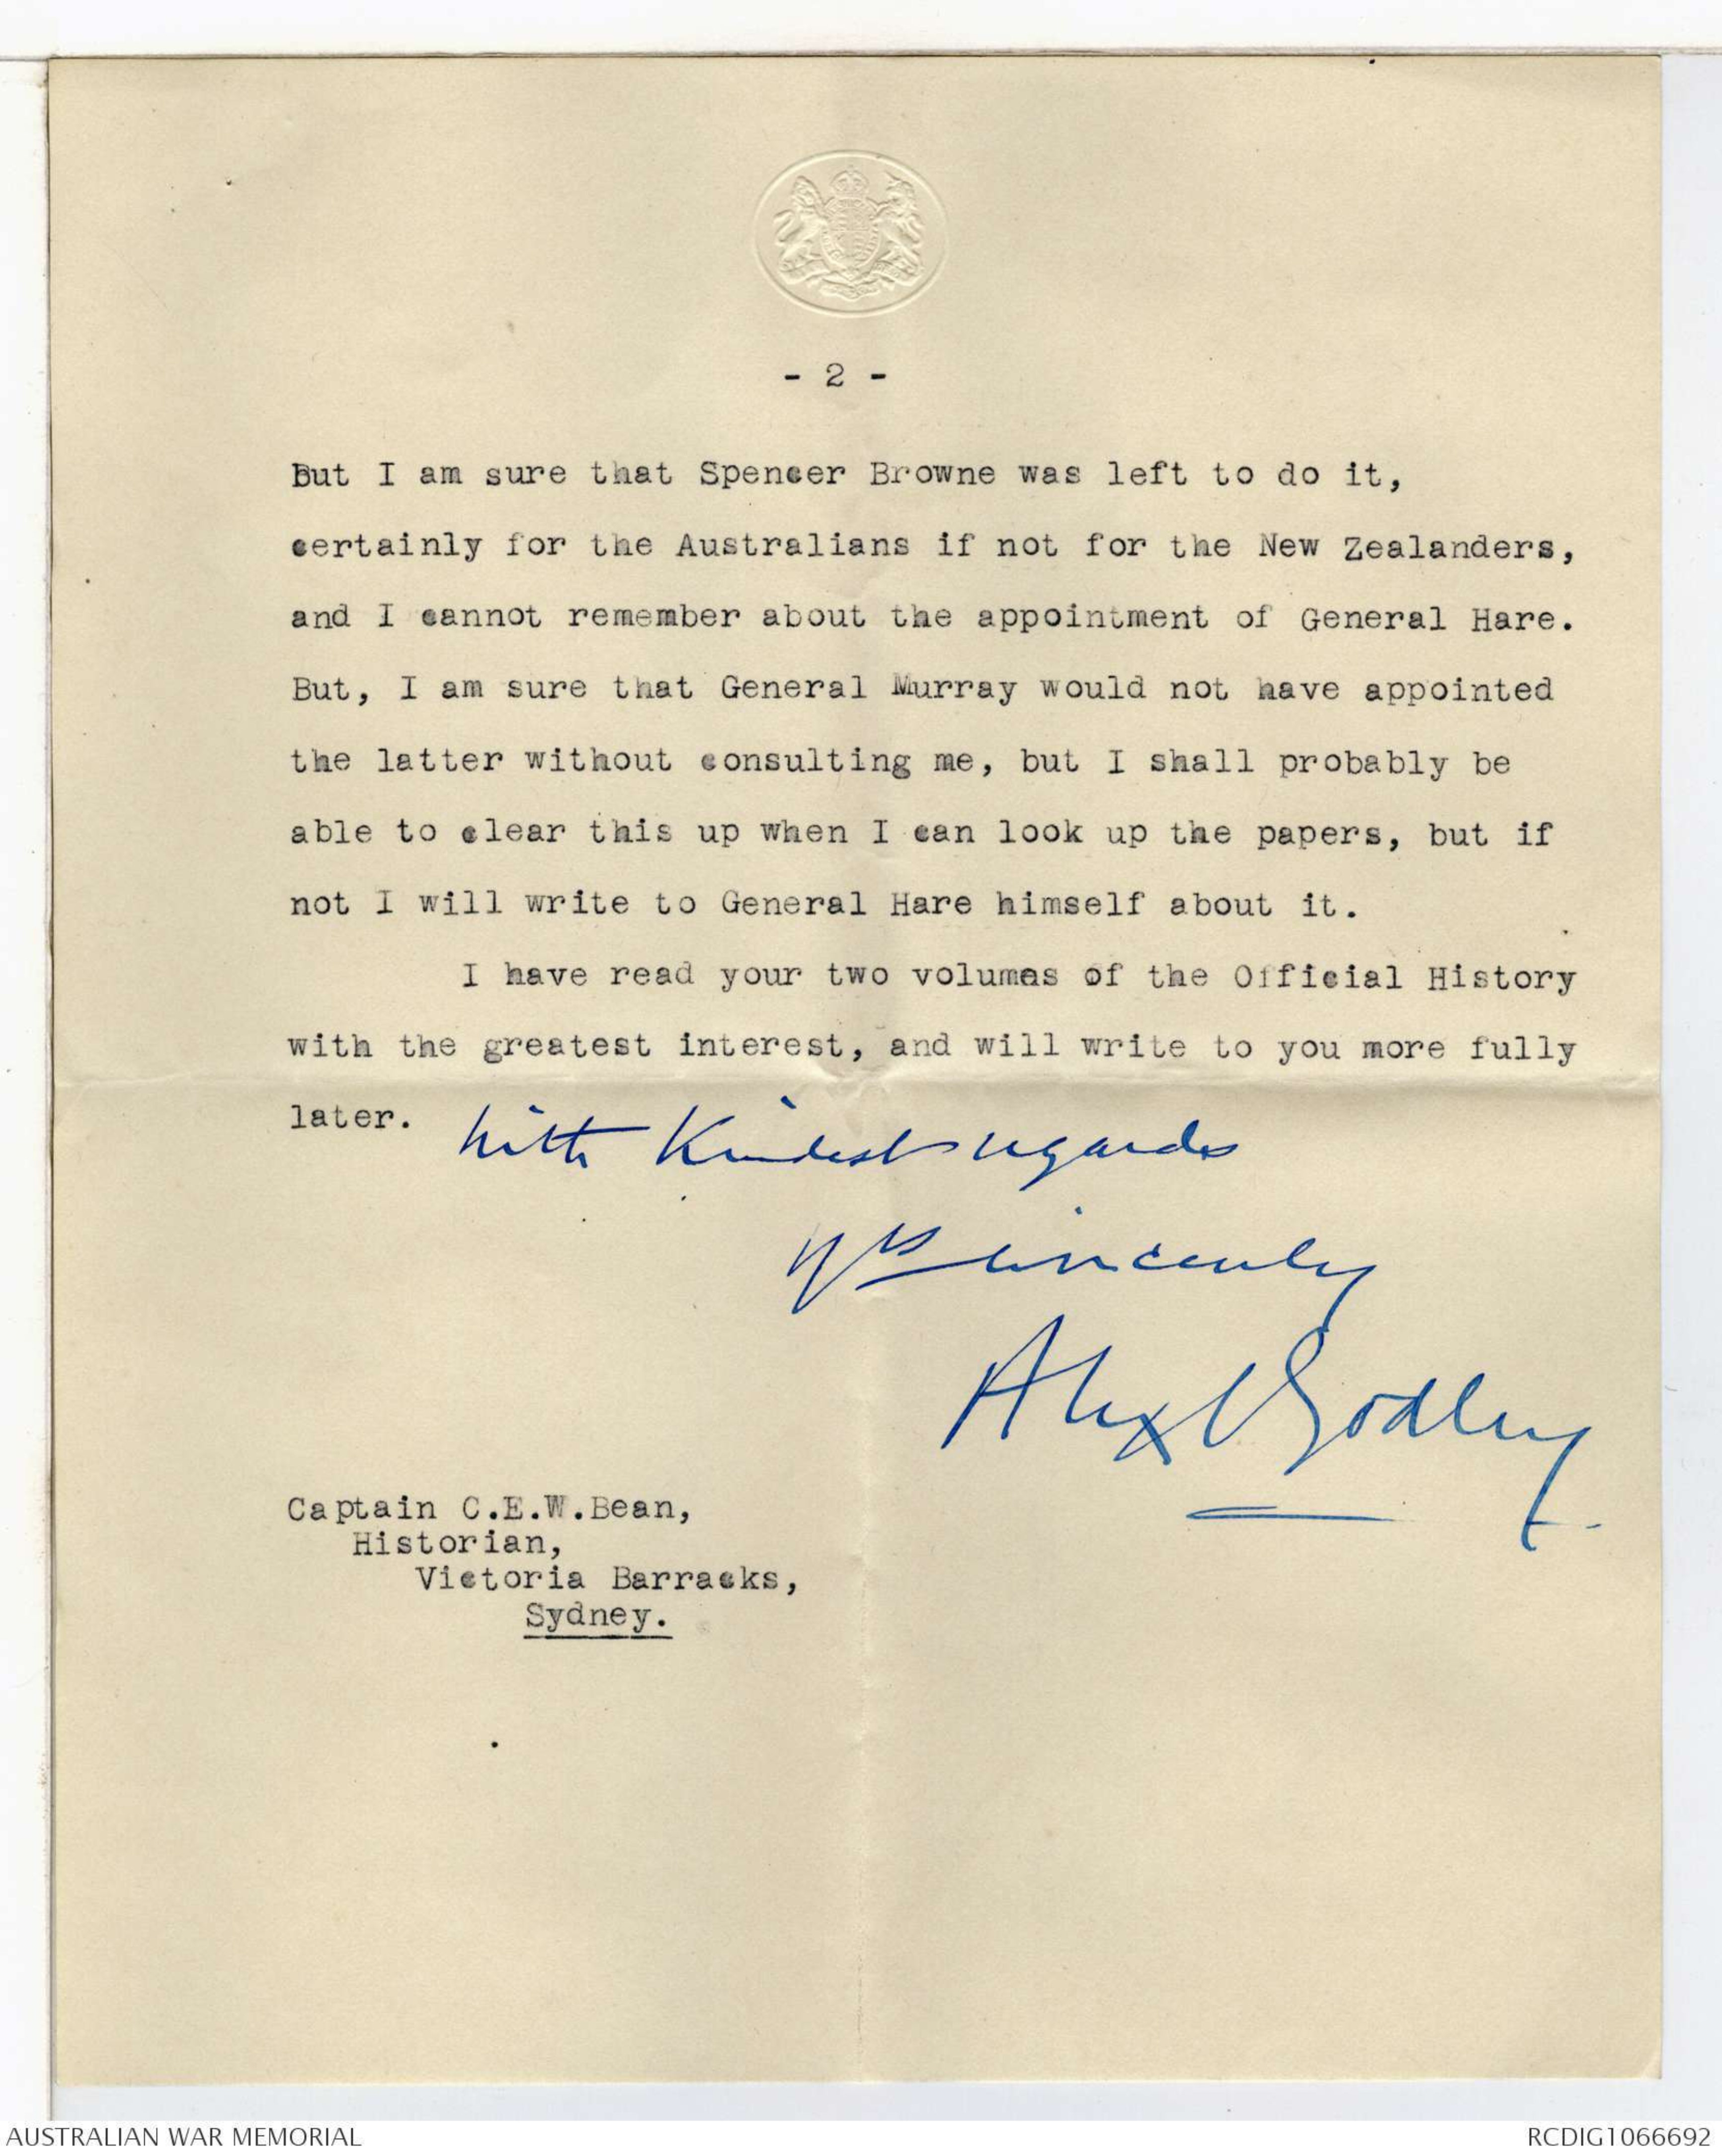 - 2 -
But I am sure that Spencer Browne was left to do it,
certainly for the Australians if not for the New Zealanders,
and I cannot remember about the appointment of General Hare.
But, I am sure that General Murray would not have appointed
the latter without consulting me, but I shall probably be
able to clear this up when I can look up the papers, but if
not I will write to General Hare himself about it.
I have read your two volumes of the Official History
with the greatest interest, and will write to you more fully
later. With Kindest regards
Yrs sincerely
Alex Godley
Captain C.E.W.Bean,
Historian,
Victoria Barracks,
Sydney.
AUSTRALIAN WAR MEMORIAL
RCDIG1066692